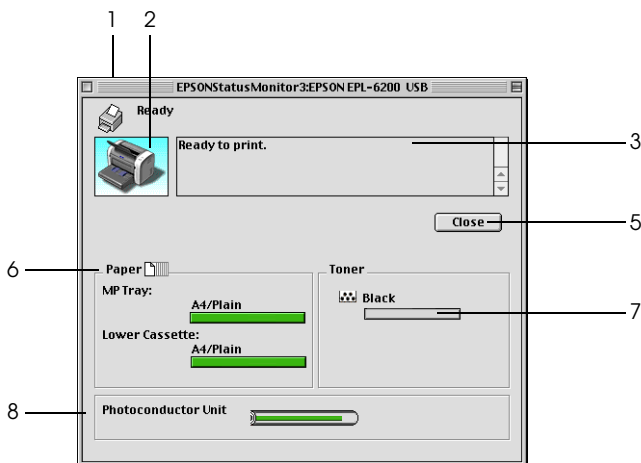 1 2
EPSONStatusMonitor3:EPSON EPL-6200 USB
Ready
Ready to print.
3
Close
5
6
Paper
Toner
MP Tray:
A4/Plain
Black
7
Lower Cassette:
A4/Plain
8
Photoconductor Unit